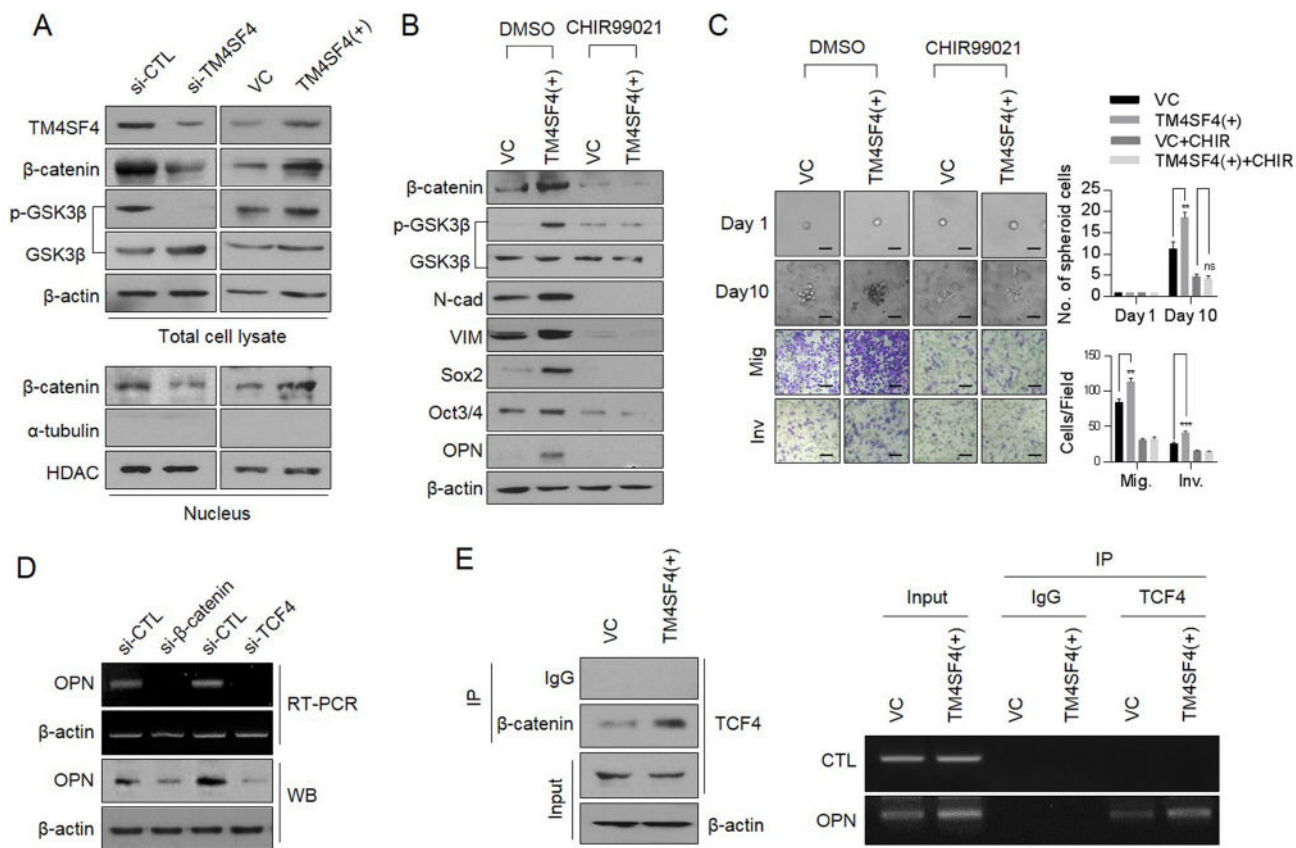 A
si-CTL
si-TM4SF4
VC
TM4SF4(+)
TM4SF4
β-catenin
p-GSK3β
GSK3β
β-actin
Total cell lysate
β-catenin
α-tubulin
HDAC
Nucleus
B
DMSO CHIR99021
VC
TM4SF4(+)
VC
TM4SF4(+)
β-catenin
p-GSK3β
GSK3β
N-cad
VIM
Sox2
Oct3/4
OPN
β-actin
C
DMSO CHIR99021
VC
TM4SF4(+)
VC
TM4SF4(+)
Day 1
Day10
Mig
Inv
VC
TM4SF4(+)
VC+CHIR
TM4SF4(+)+CHIR
No. of spheroid cells
25
20
15
10
5
0
**
ns
Day 1 Day 10
Cells/Field
150
100
50
0
**
***
Mig. Inv.
D
si-CTL
si-β-catenin
si-CTL
si-TCF4
OPN
β-actin
RT-PCR
OPN
β-actin
WB
E
VC
TM4SF4(+)
IP
IgG
β-catenin
TCF4
Input
β-actin
IP
Input IgG TCF4
VC
TM4SF4(+)
VC
TM4SF4(+)
VC
TM4SF4(+)
CTL
OPN